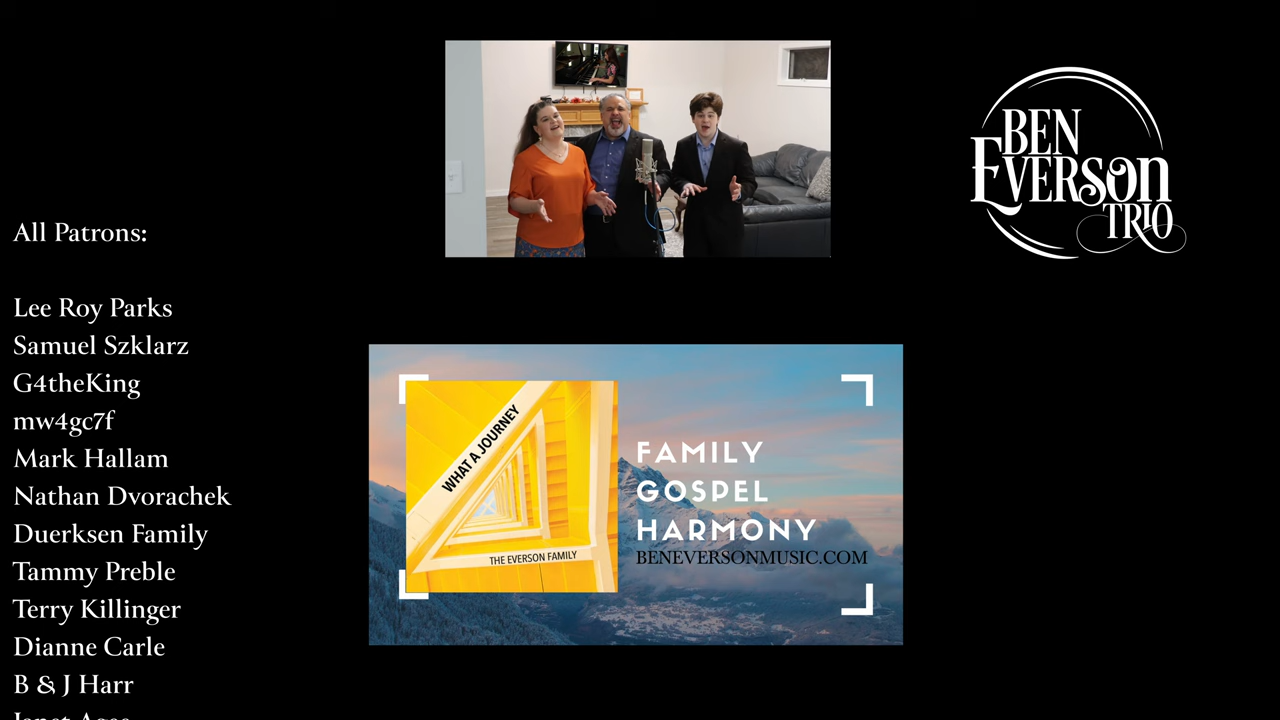 All Patrons:
Lee Roy Parks
Samuel Szklarz
G4theKing
mw4gc7f
Mark Hallam
Nathan Dvorachek
Duerksen Family
Tammy Preble
Terry Killinger
Dianne Carle
B & J Harr
BEN
EVERSON
TRIO
WHAT A JOURNEY
THE EVERSON FAMILY
FAMILY
GOSPEL
HARMONY
BENEVERSONMUSIC.COM